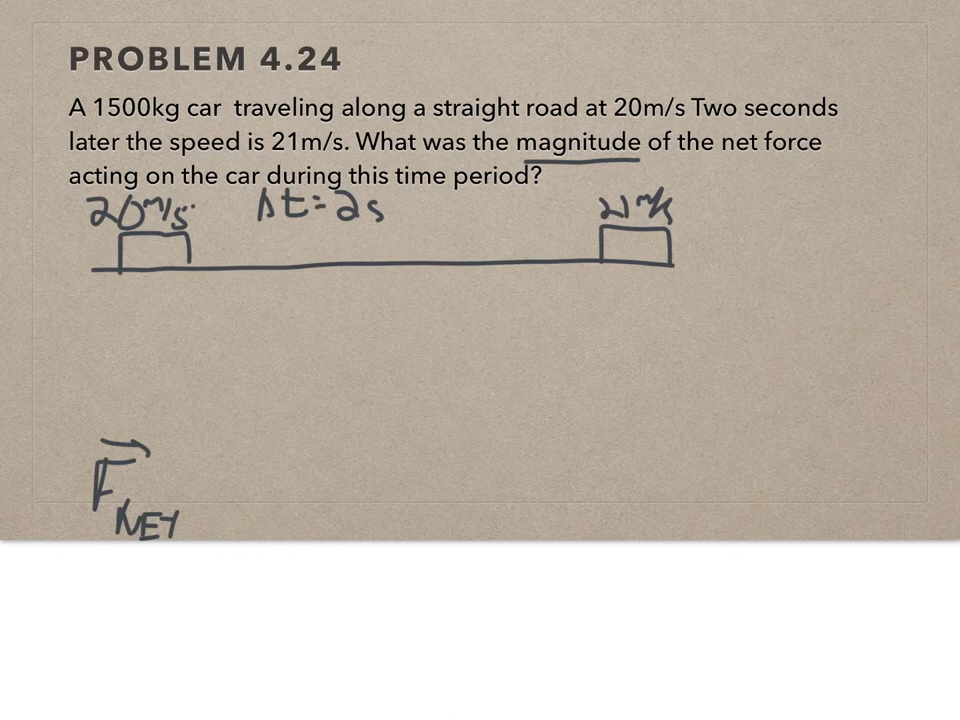 PROBLEM 4.24
A 1500kg car traveling along a straight road at 20m/s Two seconds
later the speed is 21m/s. What was the magnitude of the net force
acting on the car during this time period?
20m/s Δt=2s 21m/s
F NET